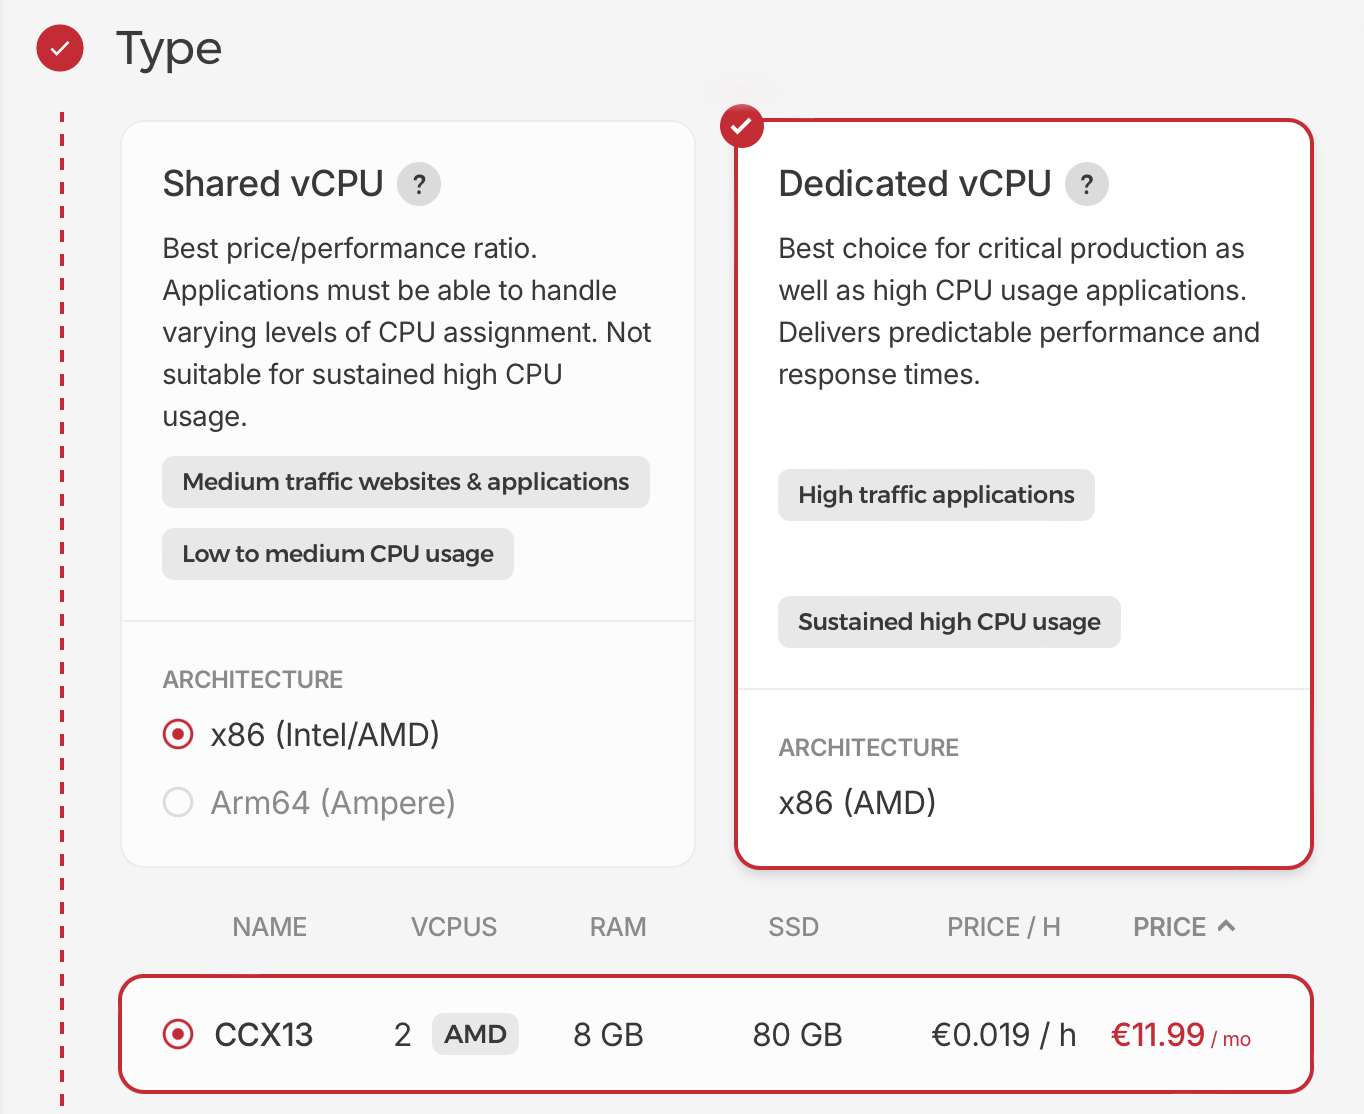 Type
Shared vCPU ?
Best price/performance ratio.
Applications must be able to handle
varying levels of CPU assignment. Not
suitable for sustained high CPU
usage.
Medium traffic websites & applications
Low to medium CPU usage
ARCHITECTURE
x86 (Intel/AMD)
Arm64 (Ampere)
Dedicated vCPU ?
Best choice for critical production as
well as high CPU usage applications.
Delivers predictable performance and
response times.
High traffic applications
Sustained high CPU usage
ARCHITECTURE
x86 (AMD)
NAME VCPUS RAM SSD PRICE / H PRICE
CCX13 2 AMD 8 GB 80 GB €0.019 / h €11.99 / mo